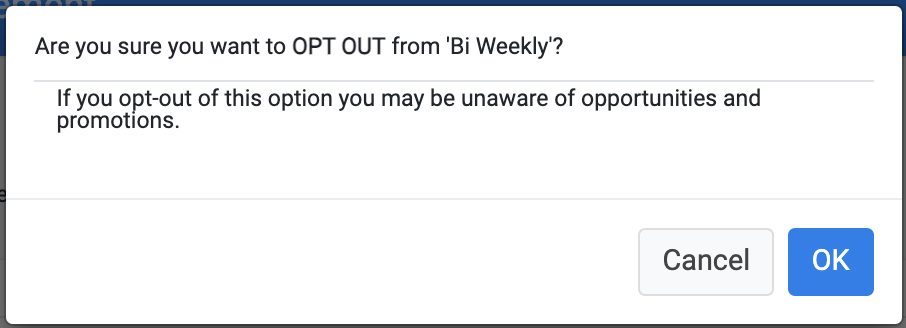 Are you sure you want to OPT OUT from 'Bi Weekly'?
If you opt-out of this option you may be unaware of opportunities and
promotions.
Cancel
OK